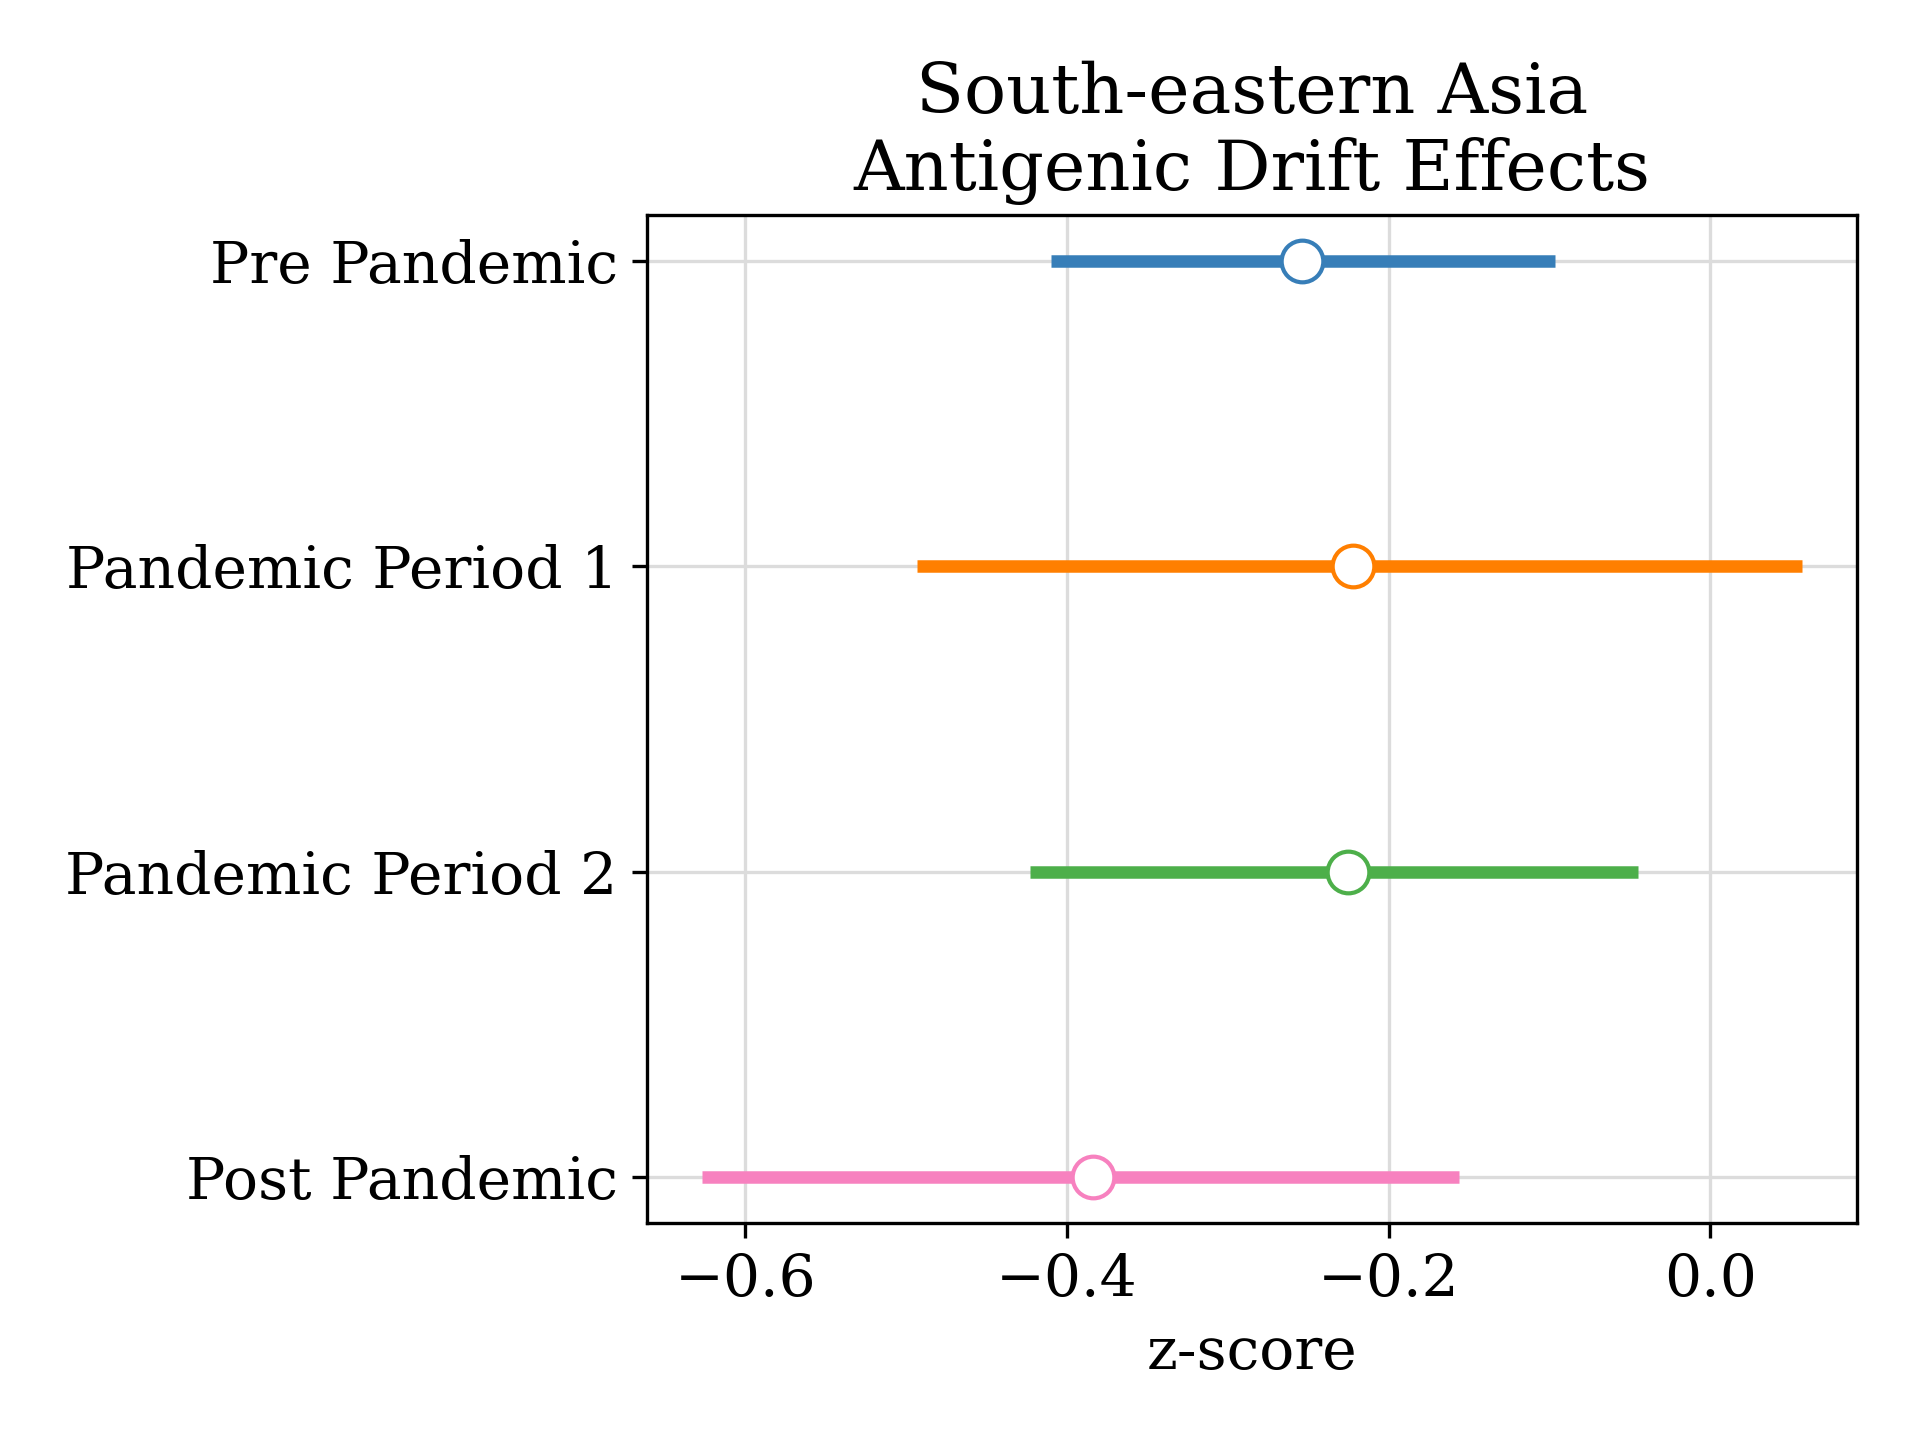 South-eastern Asia
Antigenic Drift Effects
Pre Pandemic
Pandemic Period 1
Pandemic Period 2
Post Pandemic
−0.6
−0.4
−0.2
0.0
z-score